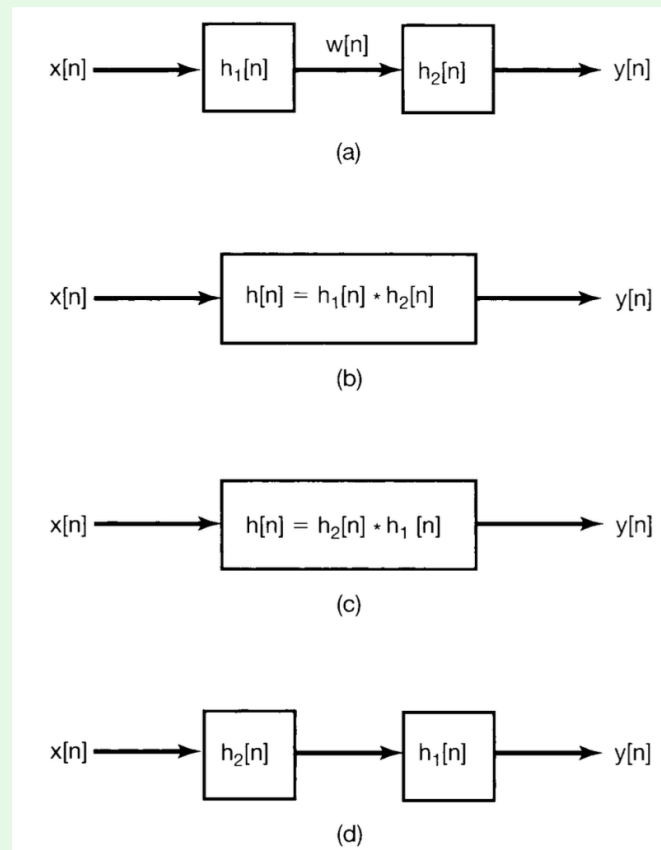 w[n]
x[n] h₁[n] h₂[n] y[n]
(a)
x[n] h[n] = h₁[n] * h₂[n] y[n]
(b)
x[n] h[n] = h₂[n] * h₁ [n] y[n]
(c)
x[n] h₂[n] h₁[n] y[n]
(d)